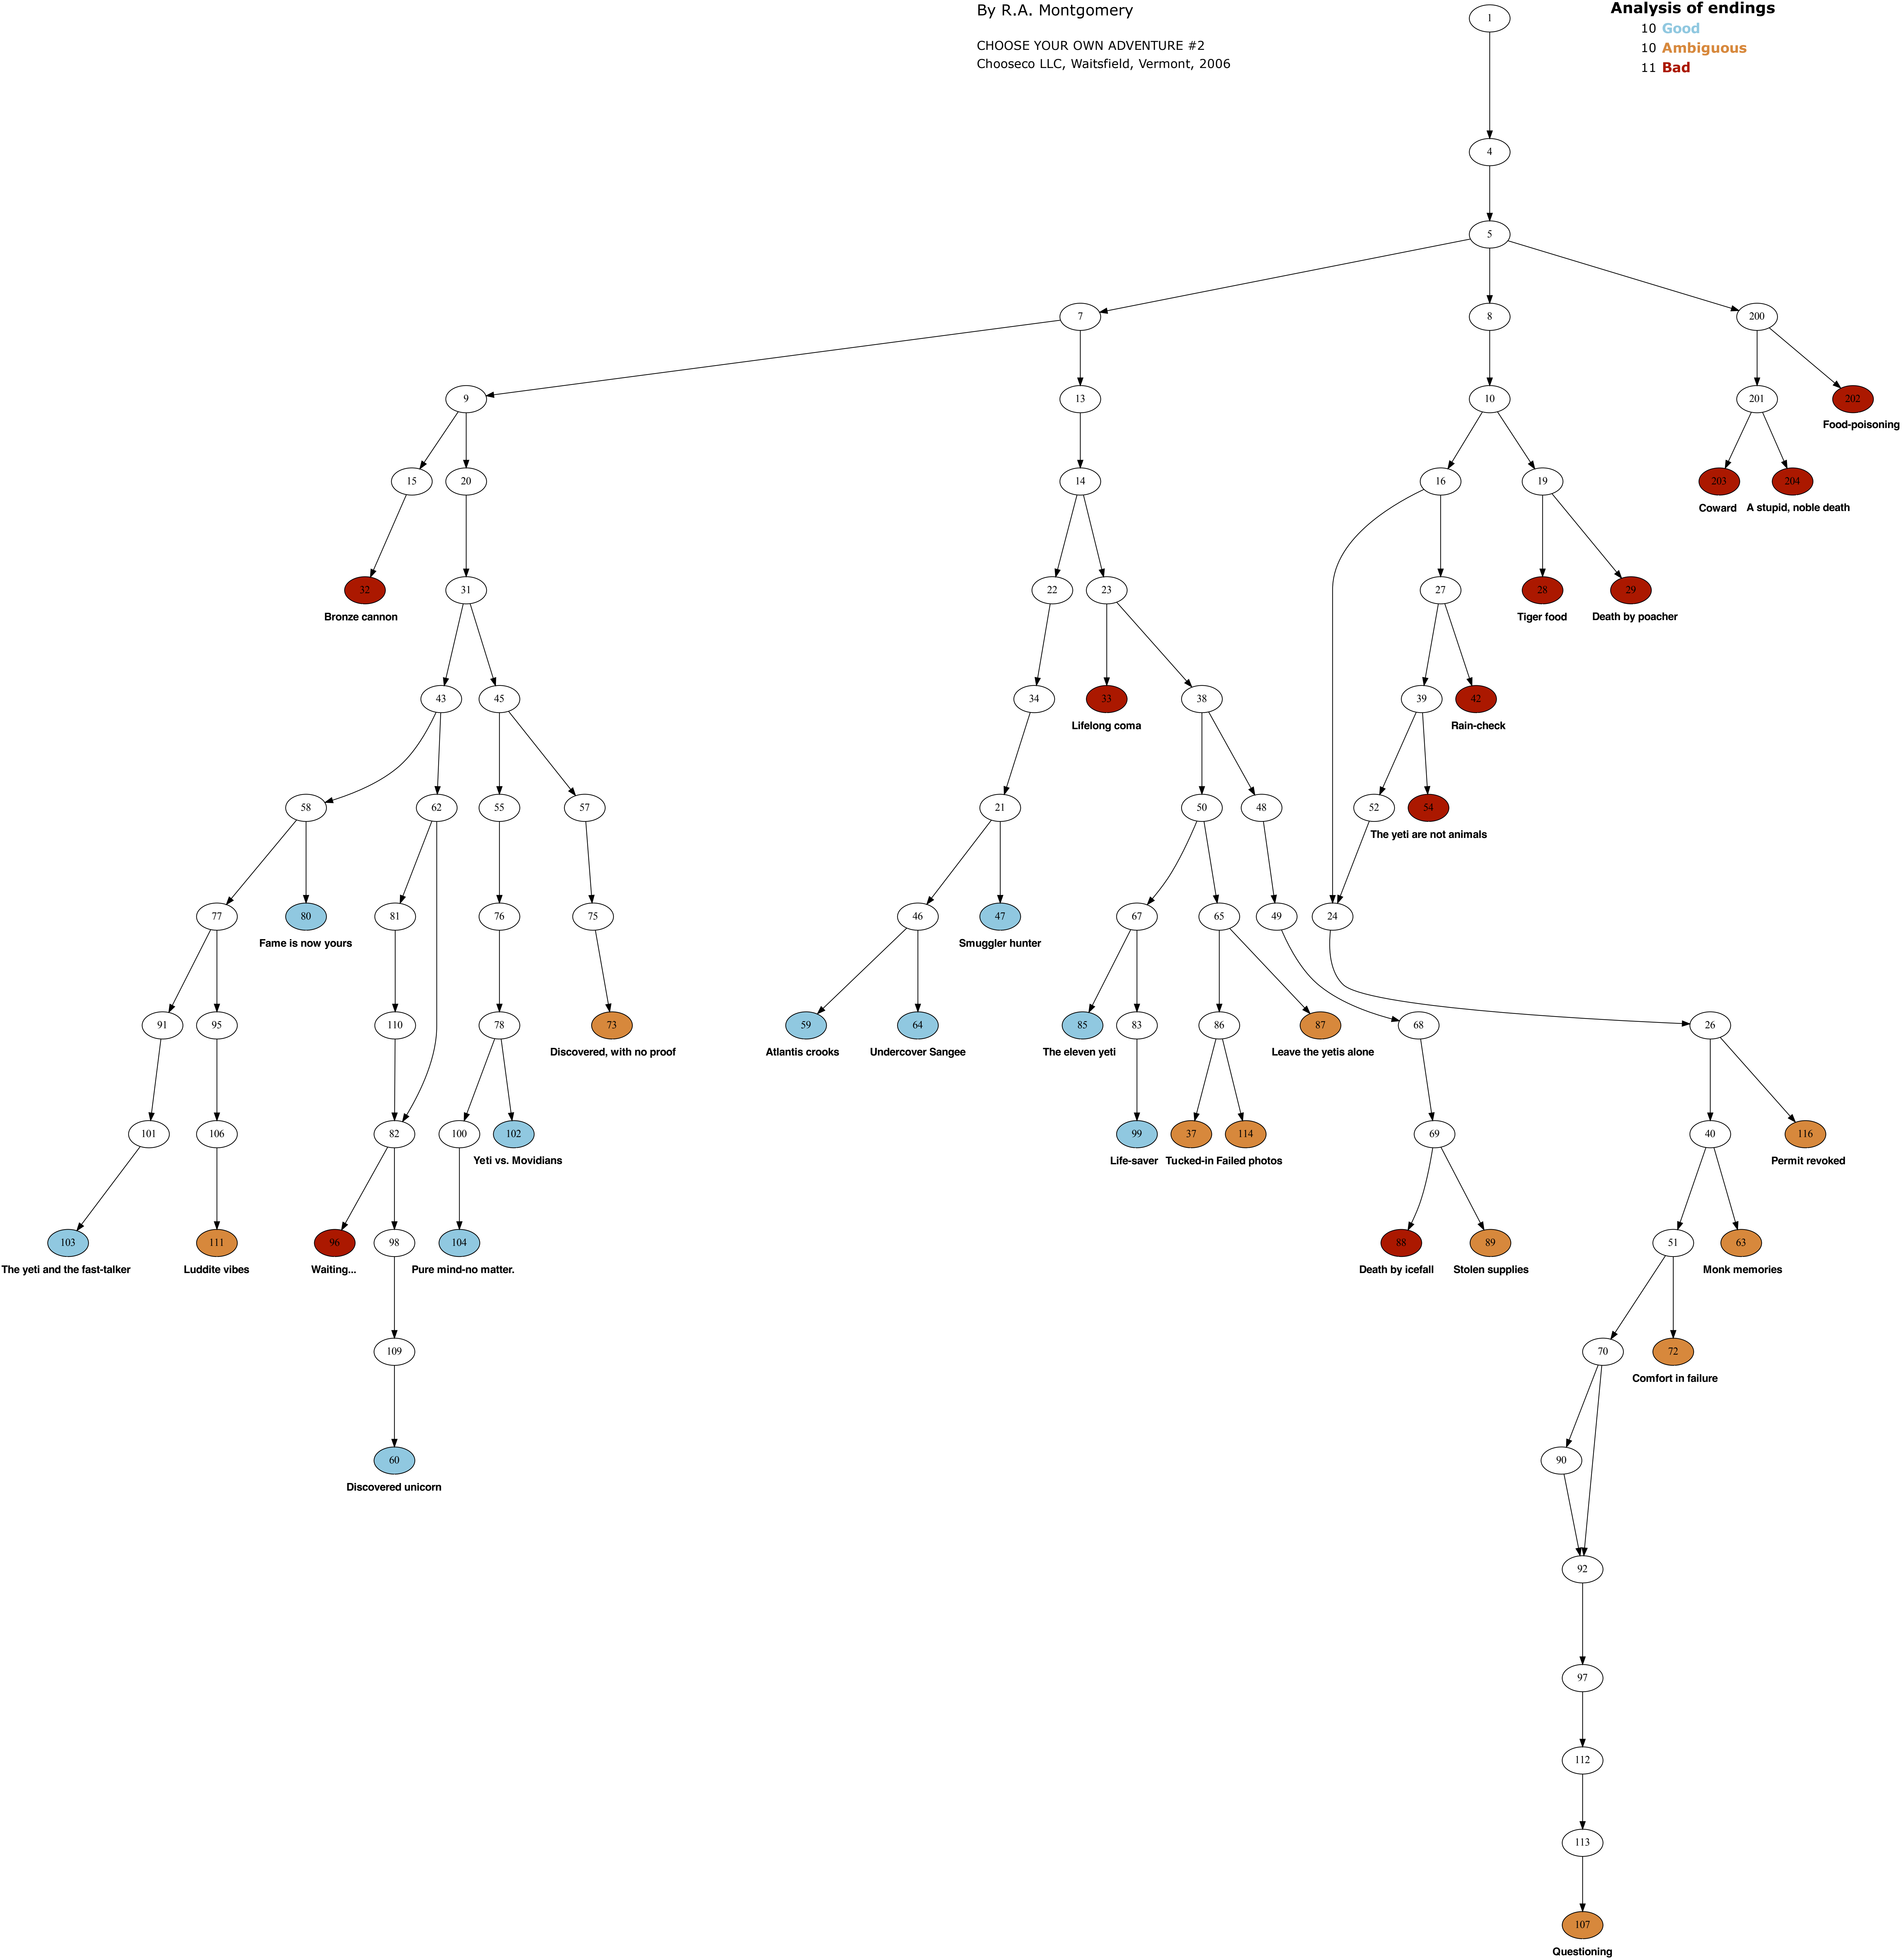 By R.A. Montgomery
CHOOSE YOUR OWN ADVENTURE #2
Chooseco LLC, Waitsfield, Vermont, 2006
Analysis of endings
10 Good
10 Ambiguous
11 Bad
1
4
5
7 8 200
9 13 10 201 202
Food-poisoning
15 20 14 16 19 203 204
Coward A stupid, noble death
32 31 22 23 27 28 29
Bronze cannon Tiger food Death by poacher
43 45 34 33 38 39 42
Lifelong coma Rain-check
58 62 55 57 21 50 48 52 54
The yeti are not animals
77 80 81 76 75 46 47 67 65 49 24
Fame is now yours Smuggler hunter
91 95 110 78 73 59 64 85 83 86 87 68 26
Discovered, with no proof Atlantis crooks Undercover Sangee The eleven yeti Leave the yetis alone
101 106 82 100 102 99 37 114 69 40 116
Yeti vs. Movidians Life-saver Tucked-in Failed photos Permit revoked
103 111 96 98 104 88 89 51 63
The yeti and the fast-talker Luddite vibes Waiting... Pure mind-no matter. Death by icefall Stolen supplies Monk memories
109 70 72
Comfort in failure
60 90
Discovered unicorn
92
97
112
113
107
Questioning